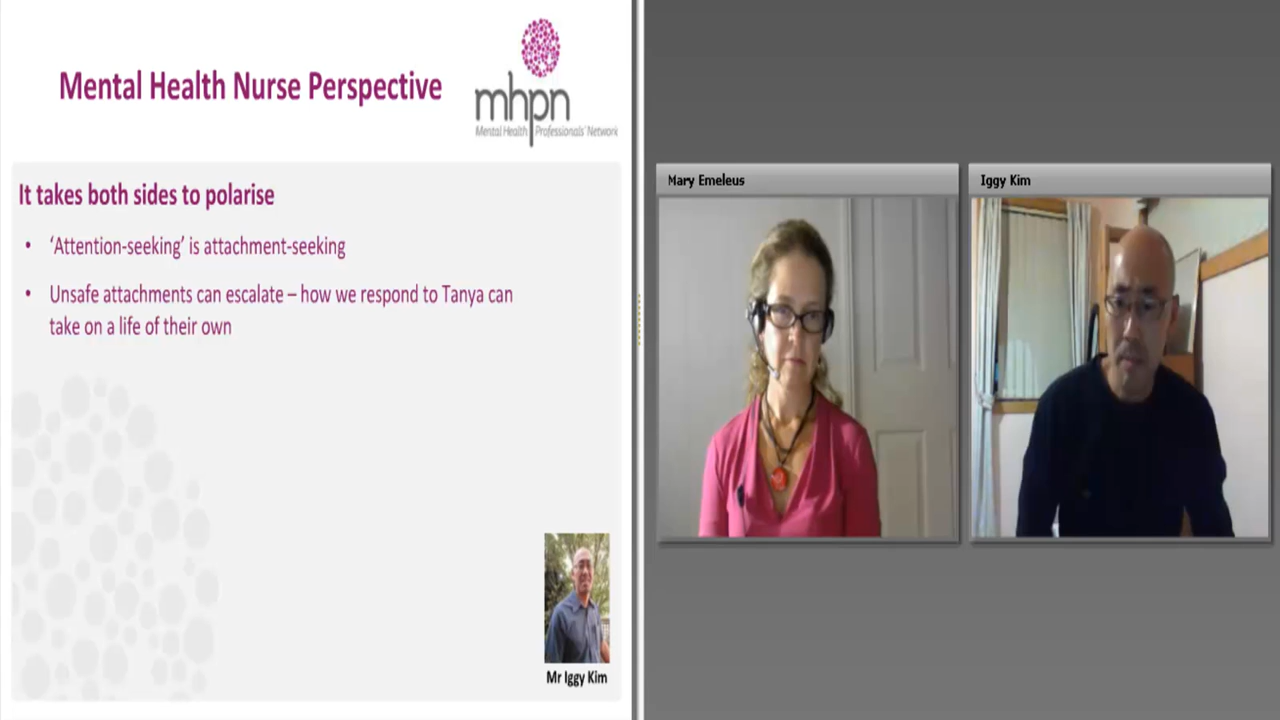 Mental Health Nurse Perspective
mhpn
Mental Health Professionals' Network
It takes both sides to polarise
• ‘Attention-seeking’ is attachment-seeking
• Unsafe attachments can escalate – how we respond to Tanya can
take on a life of their own
Mr Iggy Kim
Mary Emeleus
Iggy Kim